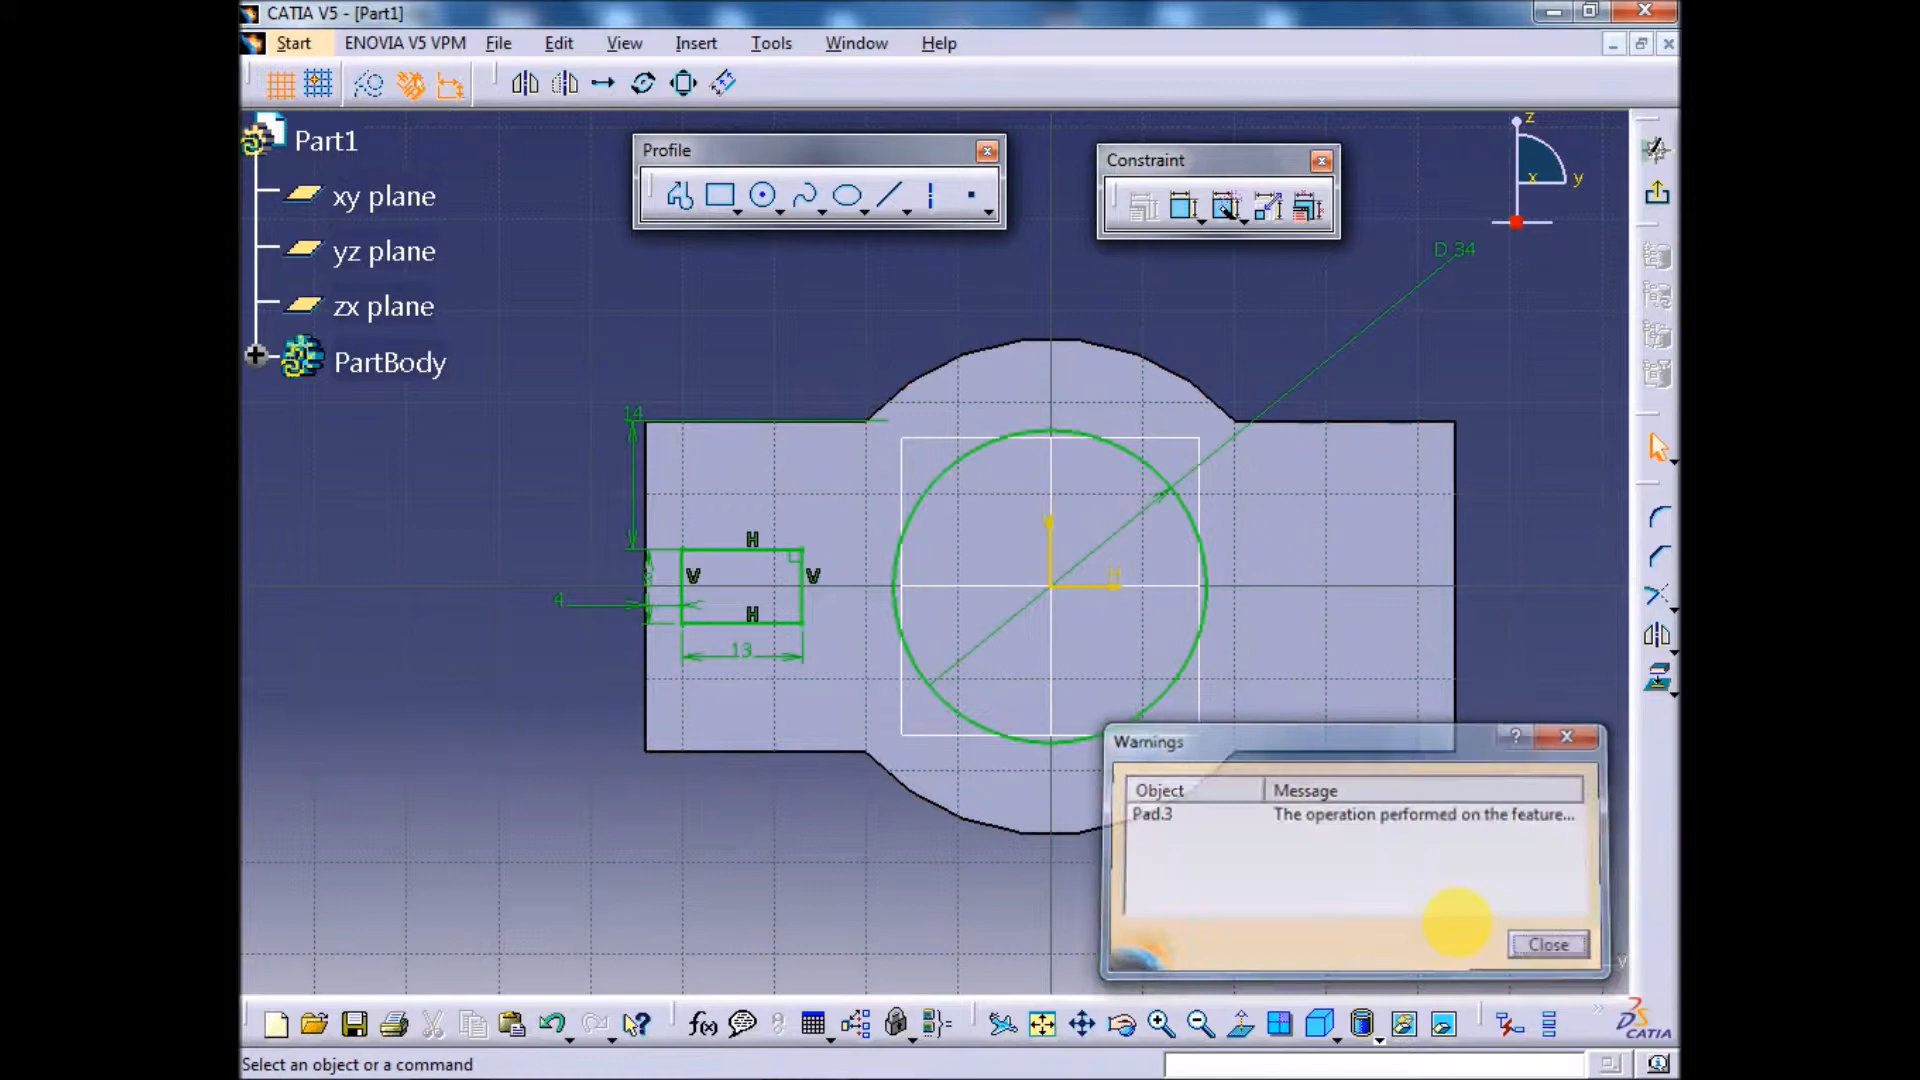 CATIA V5 - [Part1]
Start ENOVIA V5 VPM File Edit View Insert Tools Window Help
Part1
xy plane
yz plane
zx plane
PartBody
Profile
Constraint
z
x
y
D 34
14
H
V
V
H
4
13
V
H
Warnings
?
Object Message
Pad.3 The operation performed on the feature...
Close
y
f(x)
CATIA
Select an object or a command